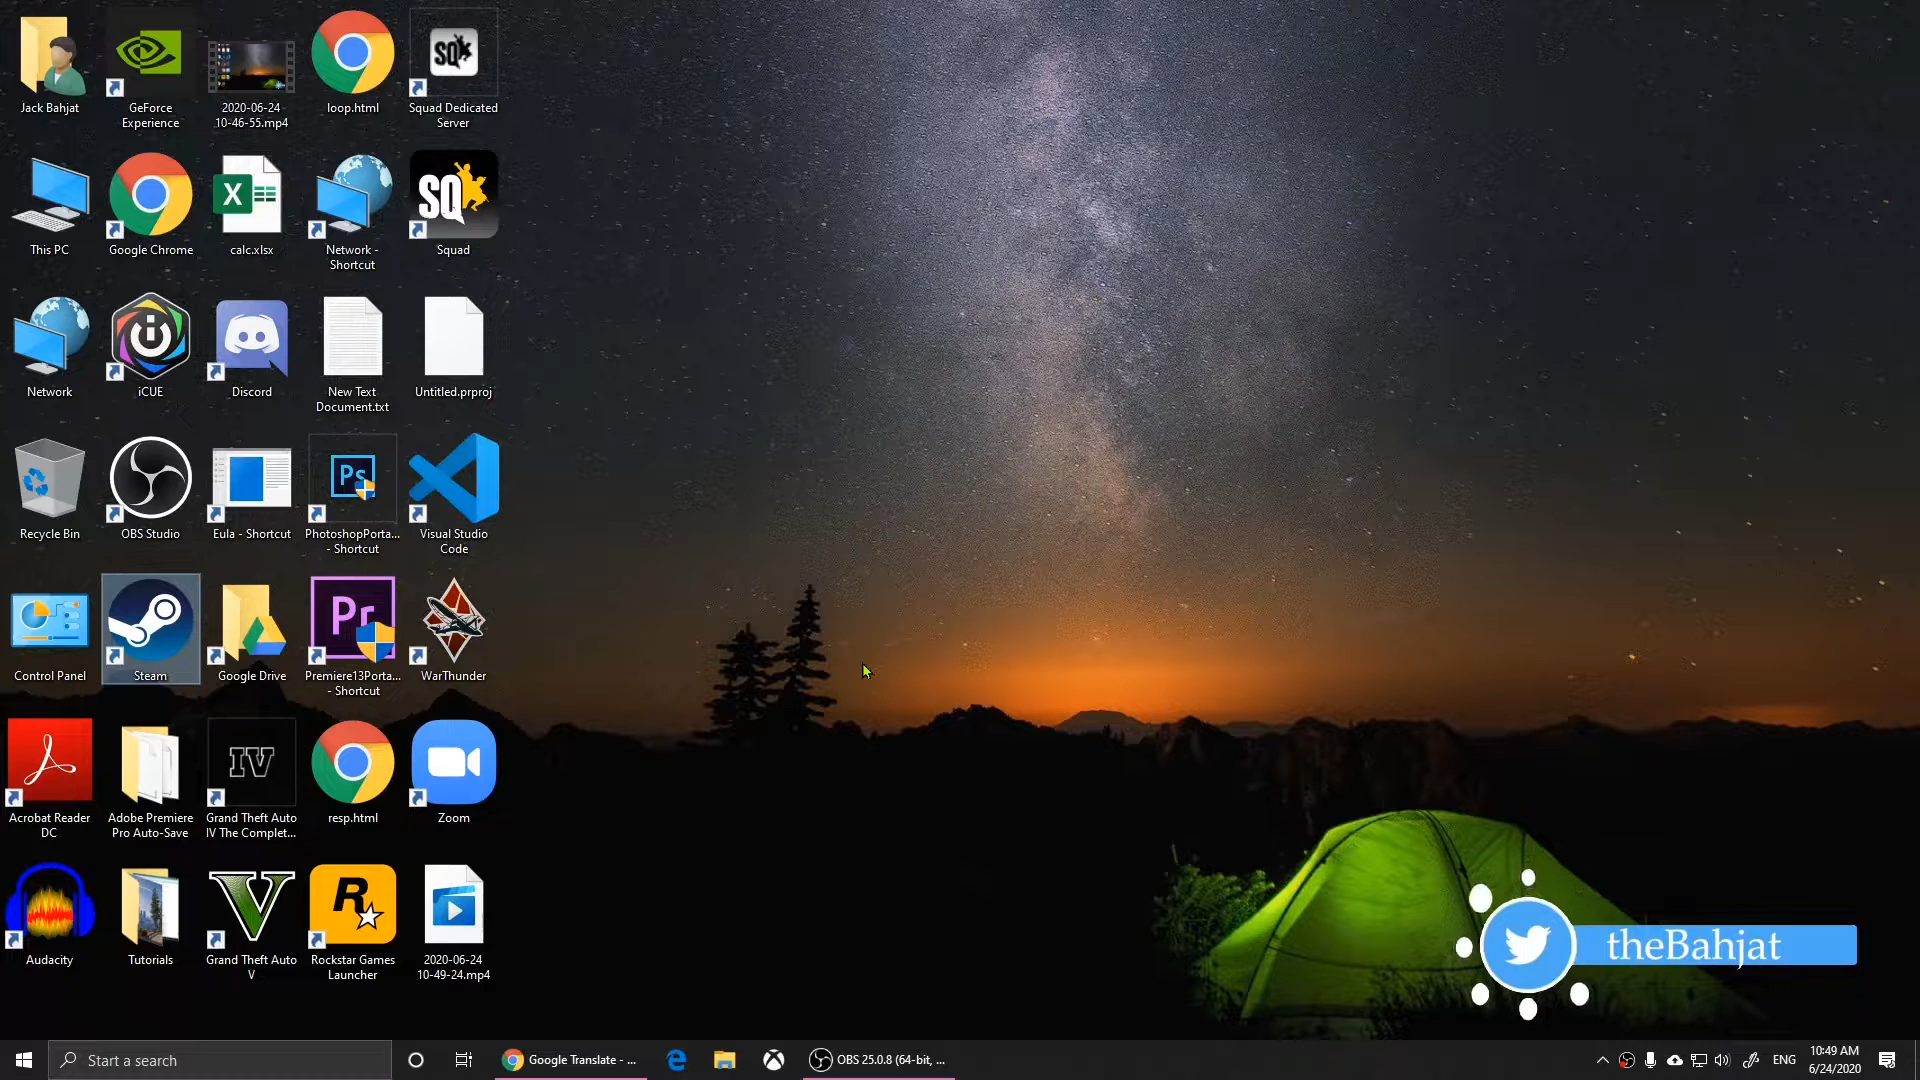 Jack Bahjat
GeForce
Experience
2020-06-24
10-46-55.mp4
loop.html
SQ
Squad Dedicated
Server
This PC
Google Chrome
X
calc.xlsx
Network -
Shortcut
SQ
Squad
Network
iCUE
Discord
New Text
Document.txt
Untitled.prproj
Recycle Bin
OBS Studio
Eula - Shortcut
Ps
PhotoshopPorta...
- Shortcut
Visual Studio
Code
Control Panel
Steam
Google Drive
Pr
Premiere13Porta...
- Shortcut
WarThunder
Acrobat Reader
DC
Adobe Premiere
Pro Auto-Save
IV
Grand Theft Auto
IV The Complet...
resp.html
Zoom
Audacity
Tutorials
V
Grand Theft Auto
V
R
Rockstar Games
Launcher
2020-06-24
10-49-24.mp4
theBahjat
Start a search
Google Translate - ...
OBS 25.0.8 (64-bit, ...
ENG
10:49 AM
6/24/2020